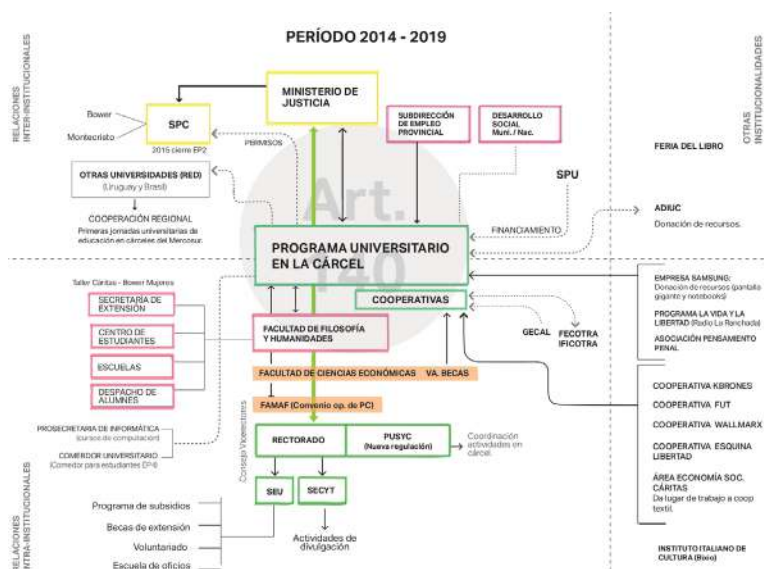 PERÍODO 2014 - 2019
RELACIONES
INTER-INSTITUCIONALES
OTRAS
INSTITUCIONALIDADES
Art.
140
MINISTERIO DE
JUSTICIA
Bower
Montecristo
SPC
2015 cierre EP2
PERMISOS
SUBDIRECCIÓN
DE EMPLEO
PROVINCIAL
DESARROLLO
SOCIAL
Muni. / Nac.
FERIA DEL LIBRO
OTRAS UNIVERSIDADES (RED)
(Uruguay y Brasil)
SPU
COOPERACIÓN REGIONAL
Primeras jornadas universitarias de
educación en cárceles del Mercosur.
FINANCIAMIENTO
ADIUC
Donación de recursos.
PROGRAMA UNIVERSITARIO
EN LA CÁRCEL
COOPERATIVAS
GECAL
FECOTRA
IFICOTRA
EMPRESA SAMSUNG:
Donación de recursos (pantalla
gigante y notebooks)
PROGRAMA LA VIDA Y LA
LIBERTAD (Radio La Ranchada)
ASOCIACIÓN PENSAMIENTO
PENAL
Taller Cáritas - Bower Mujeres
SECRETARÍA DE
EXTENSIÓN
CENTRO DE
ESTUDIANTES
ESCUELAS
DESPACHO DE
ALUMNES
FACULTAD DE FILOSOFÍA
Y HUMANIDADES
FACULTAD DE CIENCIAS ECONÓMICAS
VA. BECAS
FAMAF (Convenio op. de PC)
COOPERATIVA KBRONES
COOPERATIVA FUT
COOPERATIVA WALLMARX
COOPERATIVA ESQUINA
LIBERTAD
ÁREA ECONOMÍA SOC.
CÁRITAS
Da lugar de trabajo a coop
textil.
INSTITUTO ITALIANO DE
CULTURA
PROSECRETARÍA DE INFORMÁTICA
(cursos de computación)
COMEDOR UNIVERSITARIO
(Comedor para estudiantes EP4)
Consejo Vicerrectores
RECTORADO
PUSYC
(Nueva regulación)
Coordinación
actividades en
cárcel.
SEU
SECYT
Actividades de
divulgación
Programa de subsidios
Becas de extensión
Voluntariado
Escuela de oficios
RELACIONES
INTRA-INSTITUCIONALES